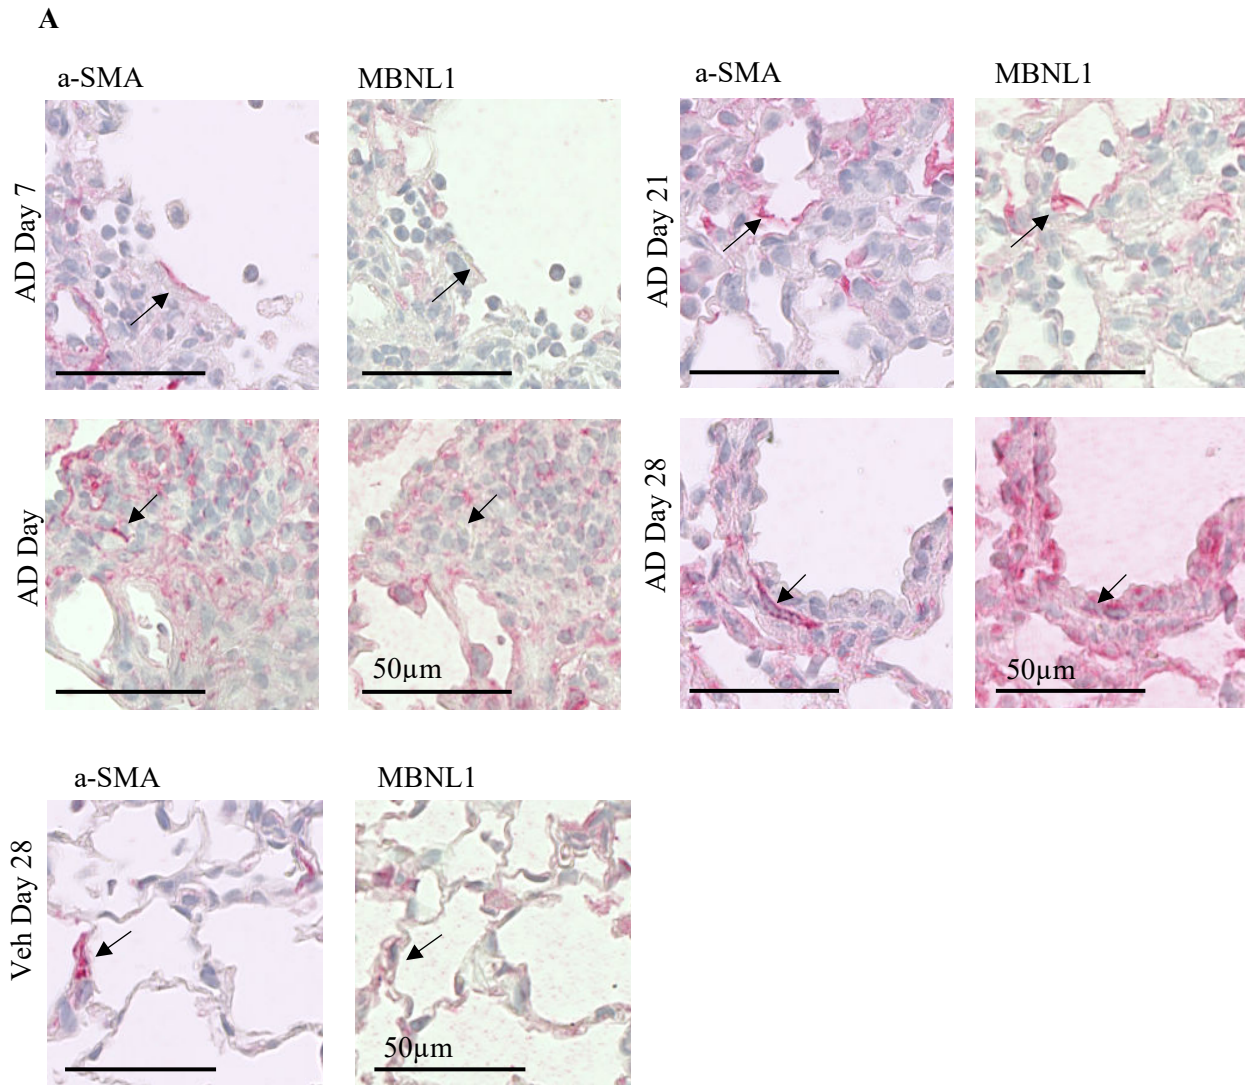 A
a-SMA
MBNL1
a-SMA
MBNL1
AD Day 7
AD Day 21
AD Day
50µm
AD Day 28
50µm
a-SMA
MBNL1
Veh Day 28
50µm